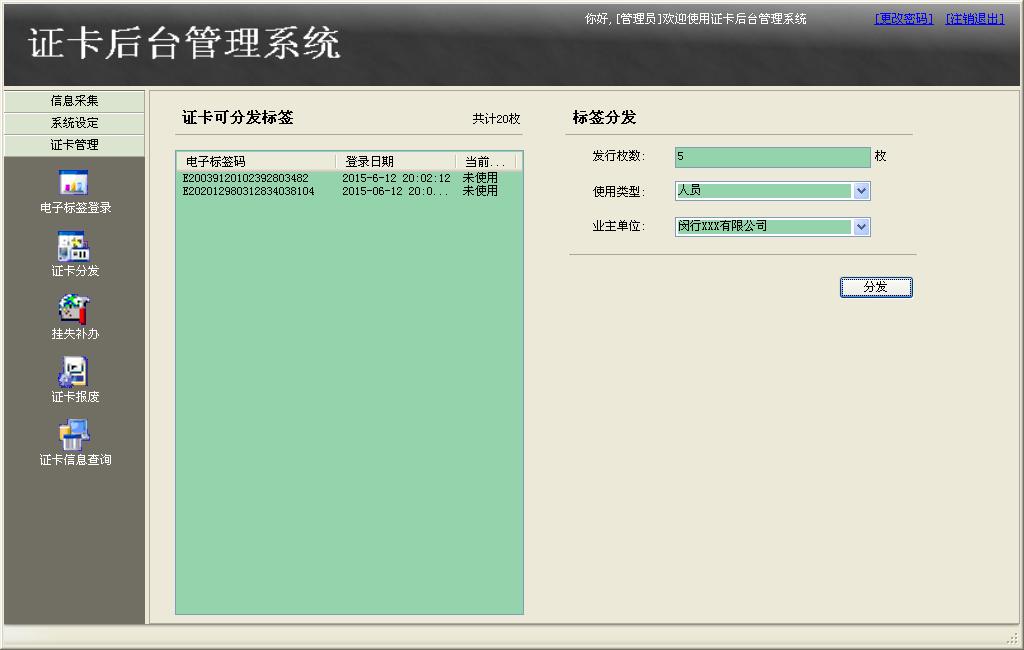 你好, [管理员]欢迎使用证卡后台管理系统 [更改密码] [注销退出]
证卡后台管理系统
信息采集
系统设定
证卡管理
电子标签登录
证卡分发
挂失补办
证卡报废
证卡信息查询
证卡可分发标签 共计20枚
电子标签码 登录日期 当前...
E20039120102392803482 2015-6-12 20:02:12 未使用
E202012980312834038104 2015-06-12 20:0... 未使用
标签分发
发行枚数: 5 枚
使用类型: 人员
业主单位: 闵行XXX有限公司
分发